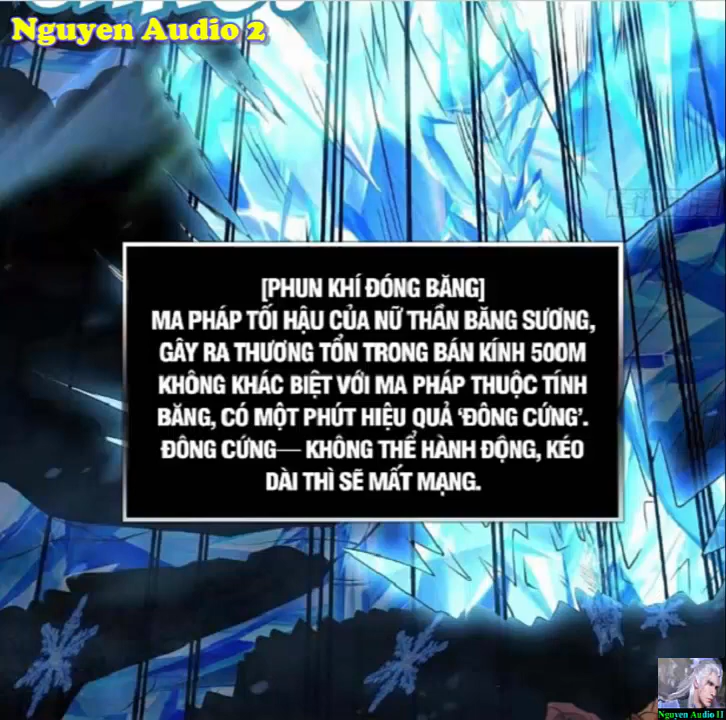 Nguyen Audio 2
[PHUN KHÍ ĐÓNG BĂNG]
MA PHÁP TỐI HẬU CỦA NỮ THẦN BĂNG SƯƠNG,
GÂY RA THƯƠNG TỔN TRONG BÁN KÍNH 500M
KHÔNG KHÁC BIỆT VỚI MA PHÁP THUỘC TÍNH
BĂNG, CÓ MỘT PHÚT HIỆU QUẢ ‘ĐÔNG CỨNG’.
ĐÔNG CỨNG— KHÔNG THỂ HÀNH ĐỘNG, KÉO
DÀI THÌ SẼ MẤT MẠNG.
Nguyen Audio 11